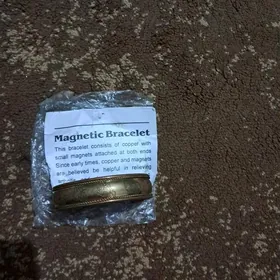 Magnetic Bracelet
This bracelet consists of copper with
small magnets attached at both ends
Since early times, copper and magnets
are believed be helpful in relieving